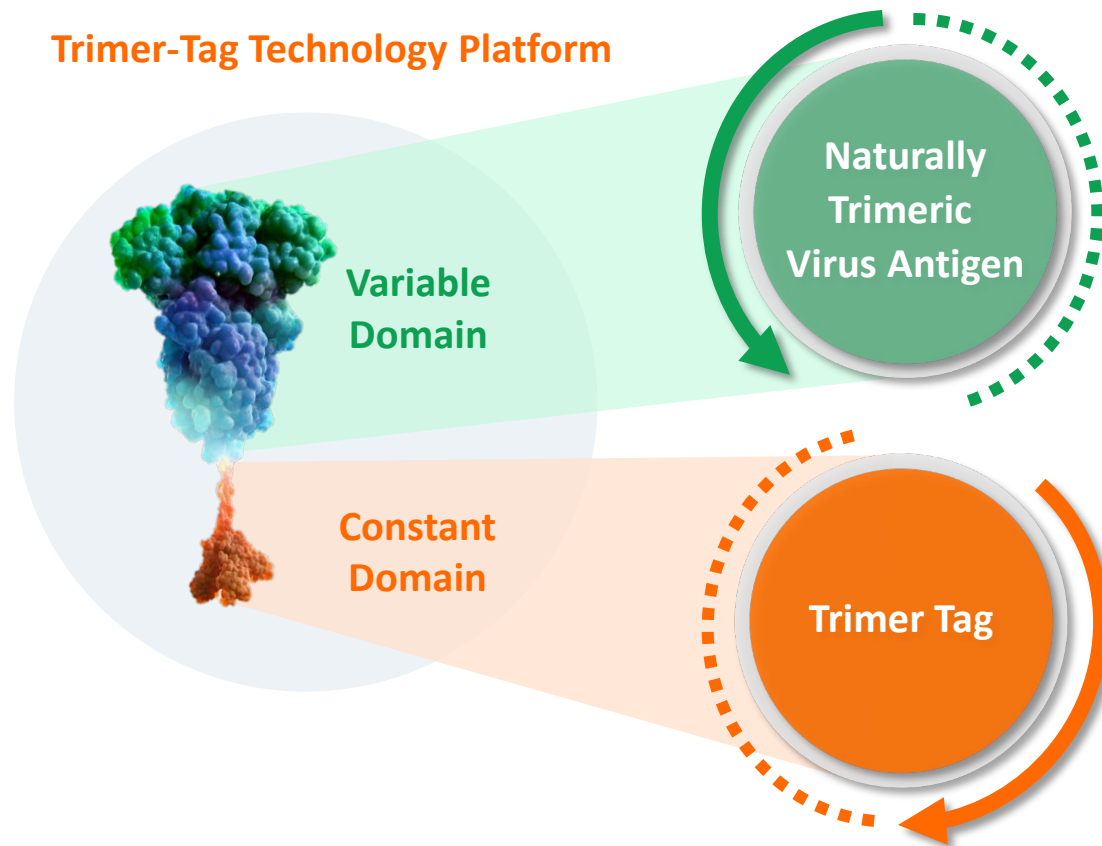 Trimer-Tag Technology Platform
Naturally
Trimeric
Virus Antigen
Variable
Domain
Constant
Domain
Trimer Tag